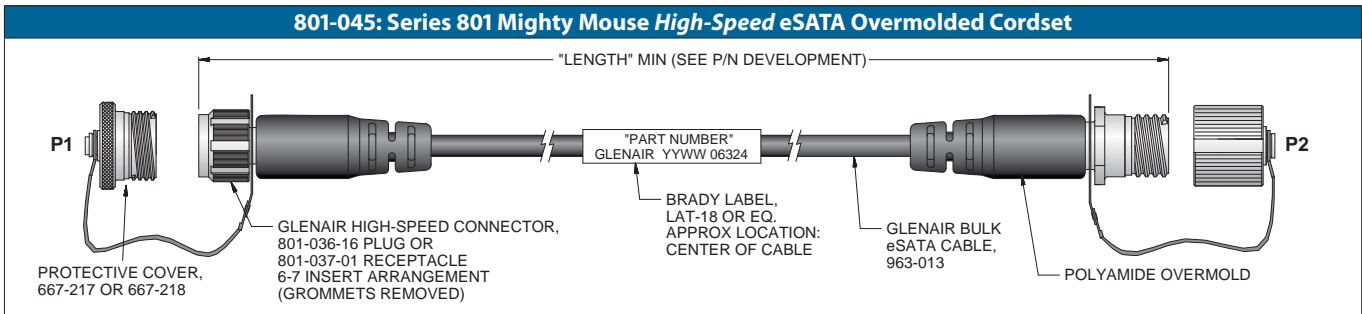 801-045: Series 801 Mighty Mouse High-Speed eSATA Overmolded Cordset
"LENGTH" MIN (SEE P/N DEVELOPMENT)
P1
"PART NUMBER"
GLENAIR YYWW 06324
P2
PROTECTIVE COVER,
667-217 OR 667-218
GLENAIR HIGH-SPEED CONNECTOR,
801-036-16 PLUG OR
801-037-01 RECEPTACLE
6-7 INSERT ARRANGEMENT
(GROMMETS REMOVED)
BRADY LABEL,
LAT-18 OR EQ.
APPROX LOCATION:
CENTER OF CABLE
GLENAIR BULK
eSATA CABLE,
963-013
POLYAMIDE OVERMOLD